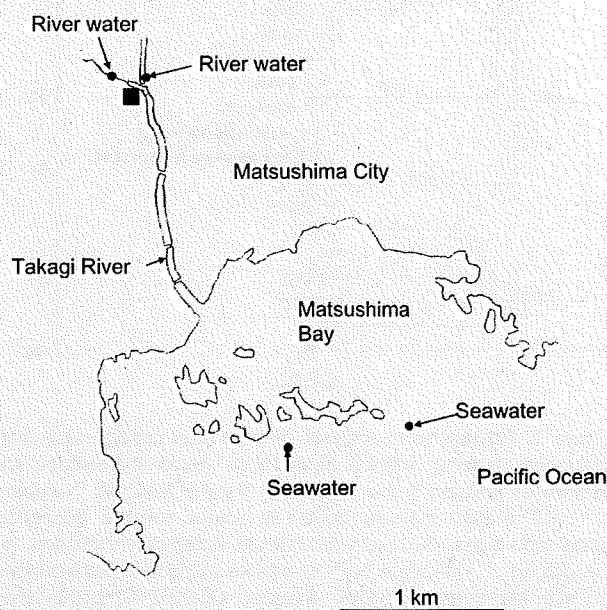 River water
River water
Matsushima City
Takagi River
Matsushima
Bay
Seawater
Pacific Ocean
Seawater
1 km